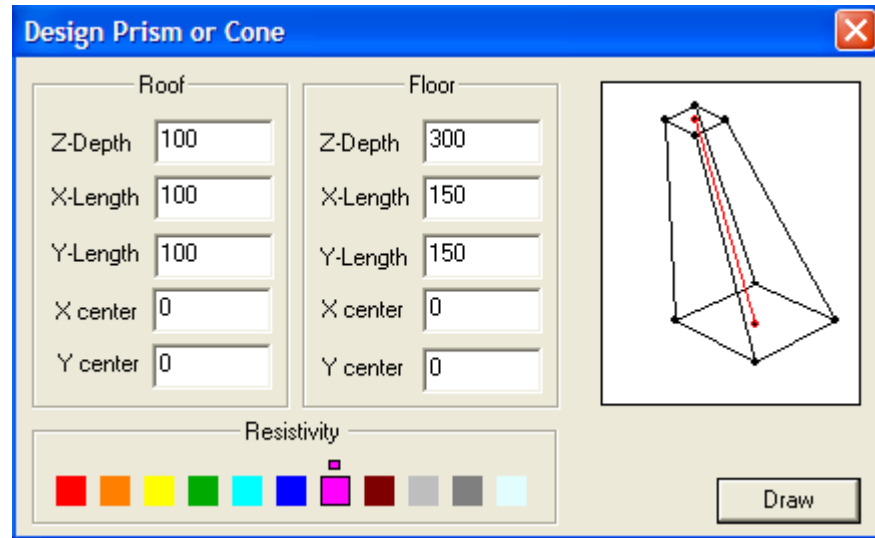 Design Prism or Cone
Roof
Z-Depth 100
X-Length 100
Y-Length 100
X center 0
Y center 0
Floor
Z-Depth 300
X-Length 150
Y-Length 150
X center 0
Y center 0
Resistivity
Draw